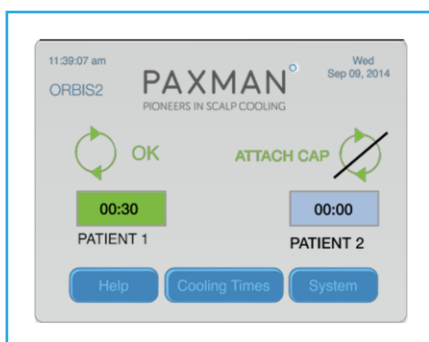 11:39:07 am
Wed
Sep 09, 2014
ORBIS2
PAXMAN
PIONEERS IN SCALP COOLING
OK
ATTACH CAP
00:30
00:00
PATIENT 1
PATIENT 2
Help
Cooling Times
System